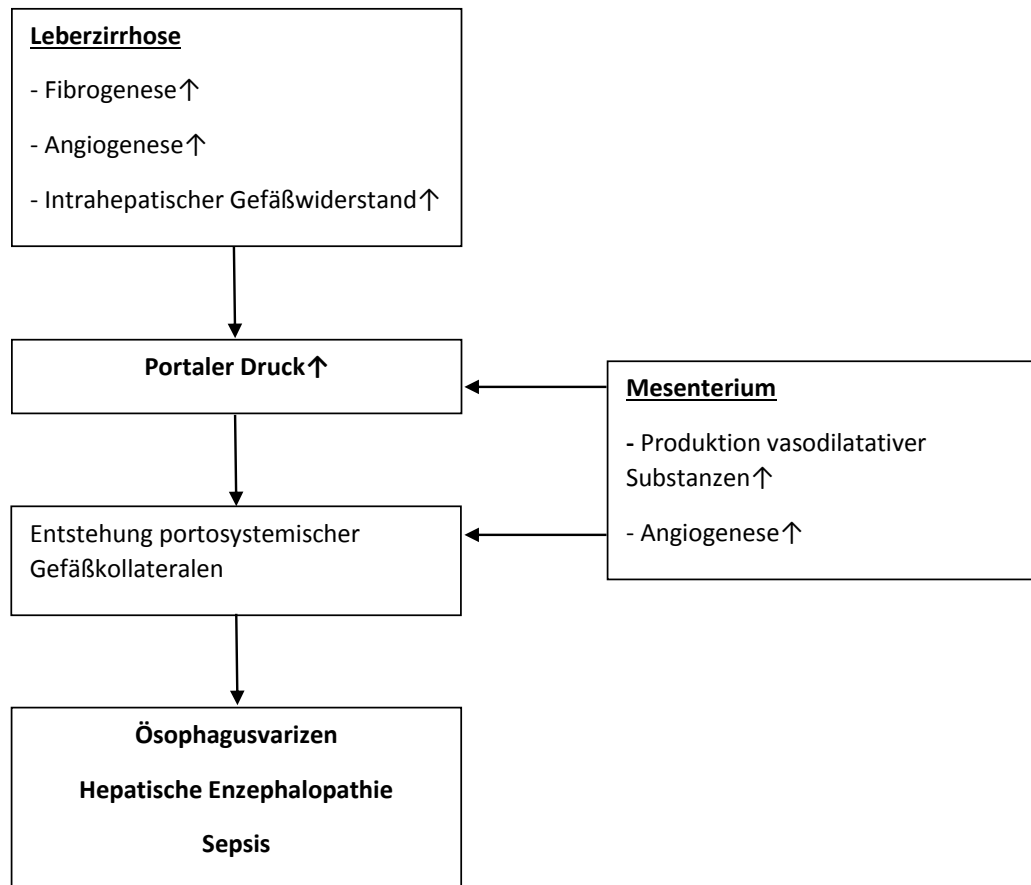 Leberzirrhose
- Fibrogenese↑
- Angiogenese↑
- Intrahepatischer Gefäßwiderstand↑
Portaler Druck↑
Mesenterium
- Produktion vasodilatativer
Substanzen↑
- Angiogenese↑
Entstehung portosystemischer
Gefäßkollateralen
Ösophagusvarizen
Hepatische Enzephalopathie
Sepsis